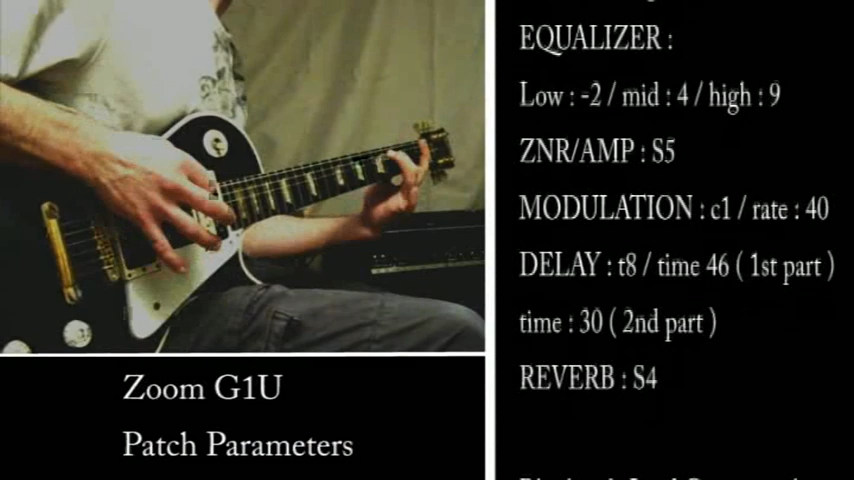 EQUALIZER :
Low : -2 / mid : 4 / high : 9
ZNR/AMP : S5
MODULATION : c1 / rate : 40
DELAY : t8 / time 46 ( 1st part )
time : 30 ( 2nd part )
REVERB : S4
Zoom G1U
Patch Parameters